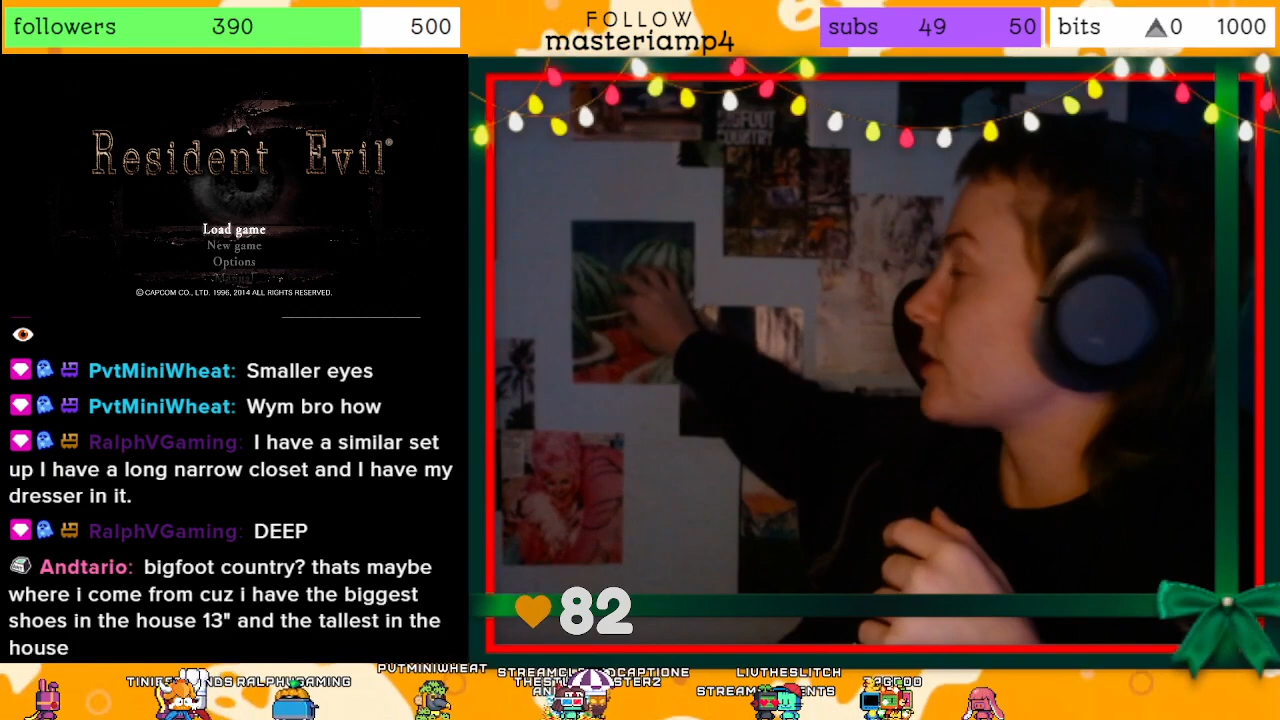 followers 390 500
FOLLOW
masteriamp4
subs 49 50
bits 0 1000
BIGFOOT
COUNTRY
Resident Evil®
Load game
New game
Options
Manual
© CAPCOM CO., LTD. 1996, 2014 ALL RIGHTS RESERVED.
PvtMiniWheat: Smaller eyes
PvtMiniWheat: Wym bro how
RalphVGaming: I have a similar set
up I have a long narrow closet and I have my
dresser in it.
RalphVGaming: DEEP
Andtario: bigfoot country? thats maybe
where i come from cuz i have the biggest
shoes in the house 13" and the tallest in the
house
82
PVTMINIWHEAT
LIVTHESLITCH